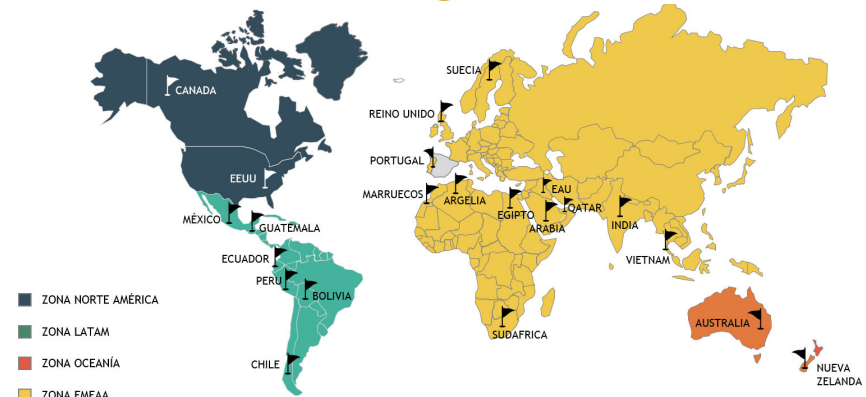 SUECIA
CANADA
REINO UNIDO
PORTUGAL
EEUU
MARRUECOS
ARGELIA
EAU
EGIPTO
QATAR
ARABIA
INDIA
MÉXICO
GUATEMALA
VIETNAM
ECUADOR
PERU
BOLIVIA
ZONA NORTE AMÉRICA
ZONA LATAM
AUSTRALIA
SUDAFRICA
ZONA OCEANÍA
CHILE
NUEVA
ZELANDA
ZONA EMEAA